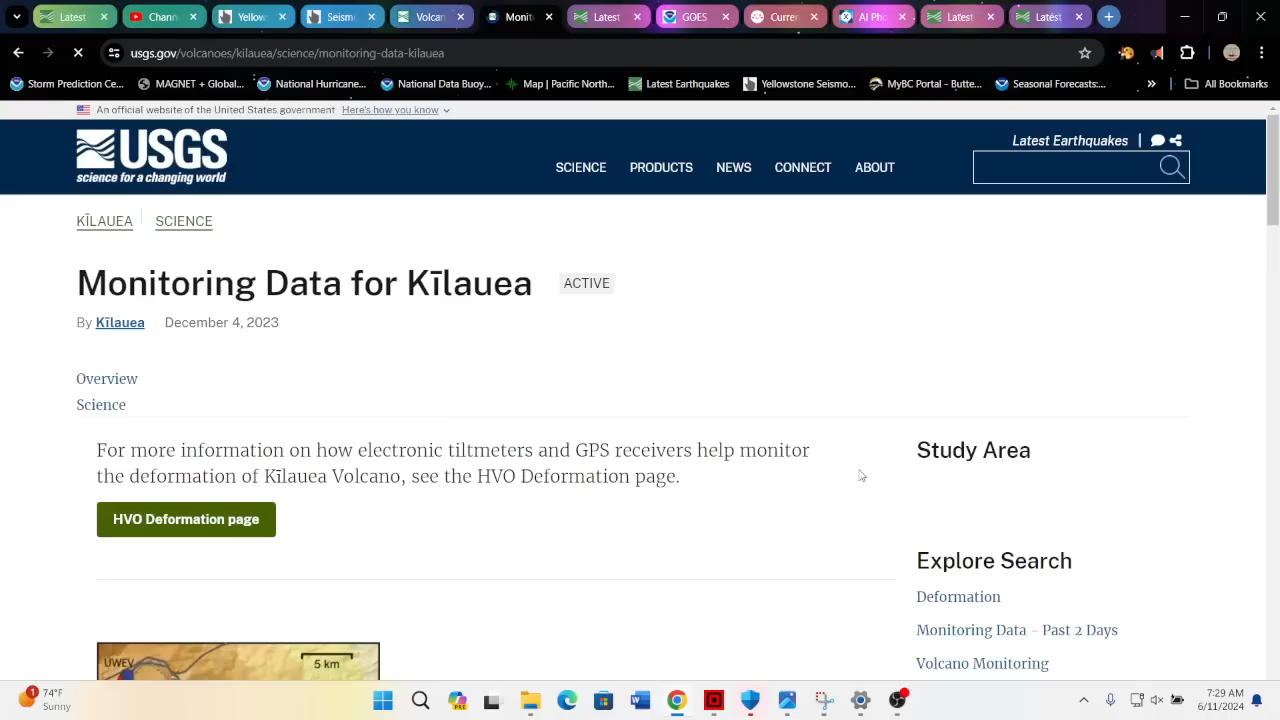 Latest
Chann
Yellow
Seism
Volcan
Monit
Latest
GOES
Curre
AI Pho
Latest
Latest
usgs.gov/volcanoes/kilauea/science/monitoring-data-kilauea
Storm Prediction C... MAGNET + Global... National Hurricane... National Data Buoy... Map | Pacific North... Latest Earthquakes Yellowstone Seismo... MyBC Portal - Butte... Seasonal Forecasts... » All Bookmarks
An official website of the United States government Here's how you know
USGS
science for a changing world
Latest Earthquakes |
SCIENCE PRODUCTS NEWS CONNECT ABOUT
KĪLAUEA SCIENCE
Monitoring Data for Kīlauea ACTIVE
By Kīlauea December 4, 2023
Overview
Science
For more information on how electronic tiltmeters and GPS receivers help monitor
the deformation of Kīlauea Volcano, see the HVO Deformation page.
HVO Deformation page
Study Area
Explore Search
Deformation
Monitoring Data - Past 2 Days
Volcano Monitoring
UWEV
5 km
1
74°F
Sunny
7:29 AM
6/11/2024